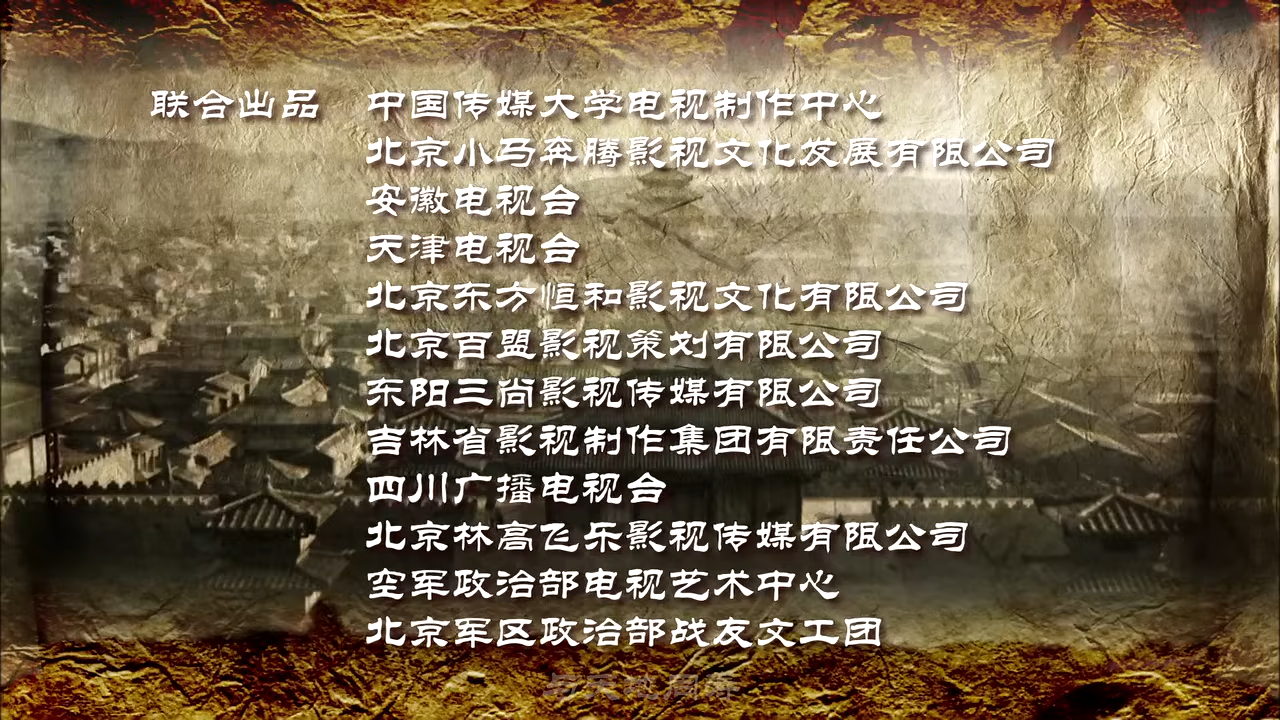 联合出品 中国传媒大学电视制作中心
北京小马奔腾影视文化发展有限公司
安徽电视台
天津电视台
北京东方恒和影视文化有限公司
北京百盟影视策划有限公司
东阳三尚影视传媒有限公司
吉林省影视制作集团有限责任公司
四川广播电视台
北京林高飞乐影视传媒有限公司
空军政治部电视艺术中心
北京军区政治部战友文工团